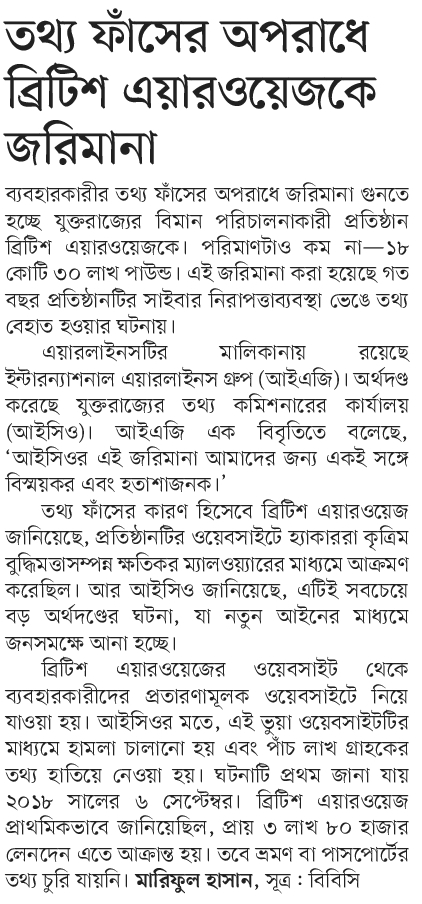 তথ্য ফাঁসের অপরাধে
ব্রিটিশ এয়ারওয়েজকে
জরিমানা
ব্যবহারকারীর তথ্য ফাঁসের অপরাধে জরিমানা গুনতে
হচ্ছে যুক্তরাজ্যের বিমান পরিচালনাকারী প্রতিষ্ঠান
ব্রিটিশ এয়ারওয়েজকে। পরিমাণটাও কম না—১৮
কোটি ৩০ লাখ পাউন্ড। এই জরিমানা করা হয়েছে গত
বছর প্রতিষ্ঠানটির সাইবার নিরাপত্তাব্যবস্থা ভেঙে তথ্য
বেহাত হওয়ার ঘটনায়।
এয়ারলাইনসটির মালিকানায় রয়েছে
ইন্টারন্যাশনাল এয়ারলাইনস গ্রুপ (আইএজি)। অর্থদণ্ড
করেছে যুক্তরাজ্যের তথ্য কমিশনারের কার্যালয়
(আইসিও)। আইএজি এক বিবৃতিতে বলেছে,
‘আইসিওর এই জরিমানা আমাদের জন্য একই সঙ্গে
বিস্ময়কর এবং হতাশাজনক।’
তথ্য ফাঁসের কারণ হিসেবে ব্রিটিশ এয়ারওয়েজ
জানিয়েছে, প্রতিষ্ঠানটির ওয়েবসাইটে হ্যাকাররা কৃত্রিম
বুদ্ধিমত্তাসম্পন্ন ক্ষতিকর ম্যালওয়্যারের মাধ্যমে আক্রমণ
করেছিল। আর আইসিও জানিয়েছে, এটিই সবচেয়ে
বড় অর্থদণ্ডের ঘটনা, যা নতুন আইনের মাধ্যমে
জনসমক্ষে আনা হচ্ছে।
ব্রিটিশ এয়ারওয়েজের ওয়েবসাইট থেকে
ব্যবহারকারীদের প্রতারণামূলক ওয়েবসাইটে নিয়ে
যাওয়া হয়। আইসিওর মতে, এই ভুয়া ওয়েবসাইটটির
মাধ্যমে হামলা চালানো হয় এবং পাঁচ লাখ গ্রাহকের
তথ্য হাতিয়ে নেওয়া হয়। ঘটনাটি প্রথম জানা যায়
২০১৮ সালের ৬ সেপ্টেম্বর। ব্রিটিশ এয়ারওয়েজ
প্রাথমিকভাবে জানিয়েছিল, প্রায় ৩ লাখ ৮০ হাজার
লেনদেন এতে আক্রান্ত হয়। তবে ভ্রমণ বা পাসপোর্টের
তথ্য চুরি যায়নি। মারিফুল হাসান, সূত্র : বিবিসি